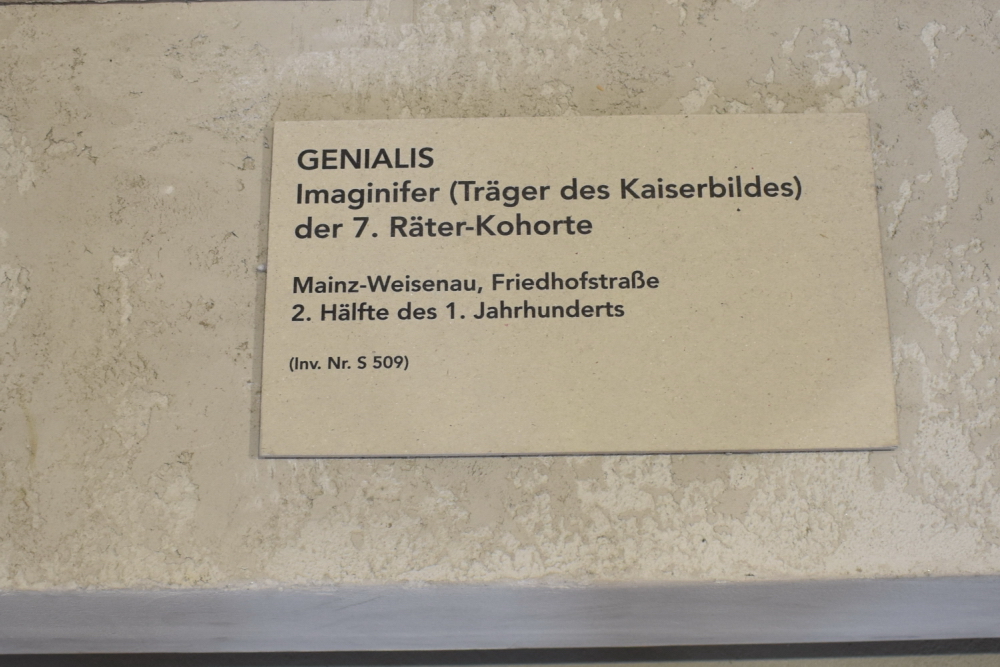 GENIALIS
Imaginifer (Träger des Kaiserbildes)
der 7. Räter-Kohorte
Mainz-Weisenau, Friedhofstraße
2. Hälfte des 1. Jahrhunderts
(Inv. Nr. S 509)